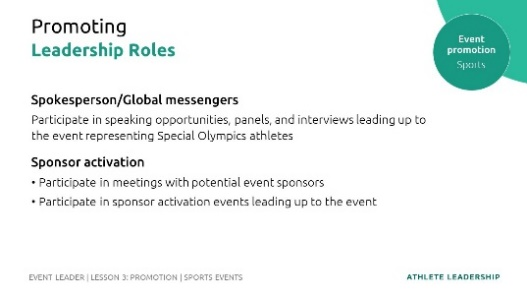 Promoting
Leadership Roles
Event
promotion
Sports
Spokesperson/Global messengers
Participate in speaking opportunities, panels, and interviews leading up to
the event representing Special Olympics athletes
Sponsor activation
• Participate in meetings with potential event sponsors
• Participate in sponsor activation events leading up to the event
EVENT LEADER | LESSON 3: PROMOTION | SPORTS EVENTS
ATHLETE LEADERSHIP